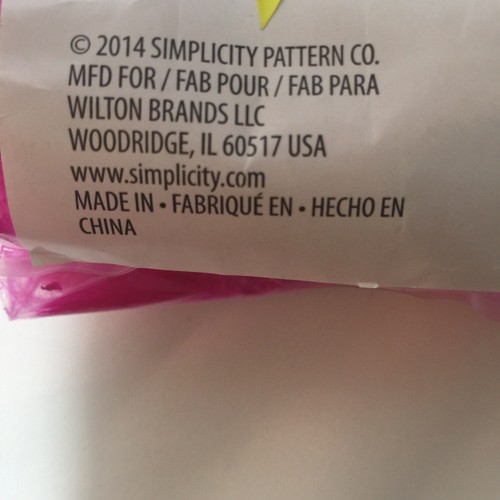 © 2014 SIMPLICITY PATTERN CO.
MFD FOR / FAB POUR / FAB PARA
WILTON BRANDS LLC
WOODRIDGE, IL 60517 USA
www.simplicity.com
MADE IN • FABRIQUÉ EN • HECHO EN
CHINA